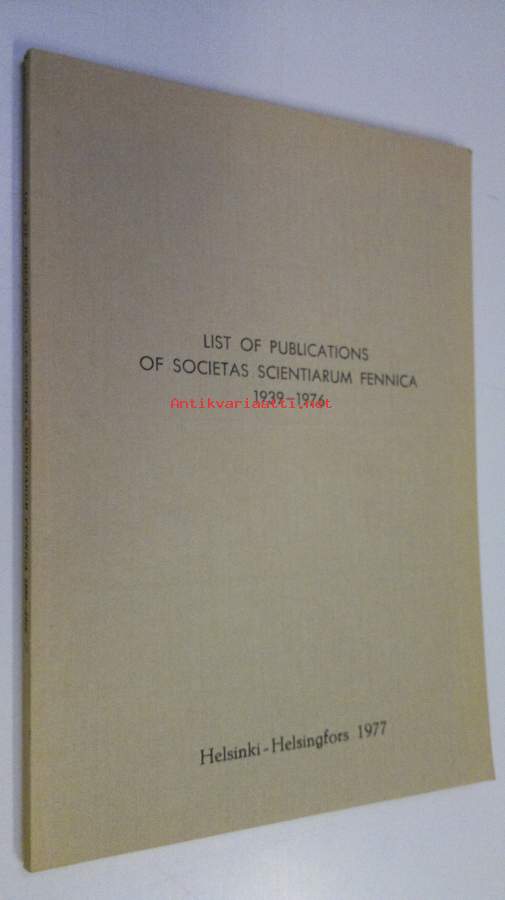 LIST OF PUBLICATIONS
OF SOCIETAS SCIENTIARUM FENNICA
1939–1976
Antikvariaatti.net
Helsinki - Helsingfors 1977